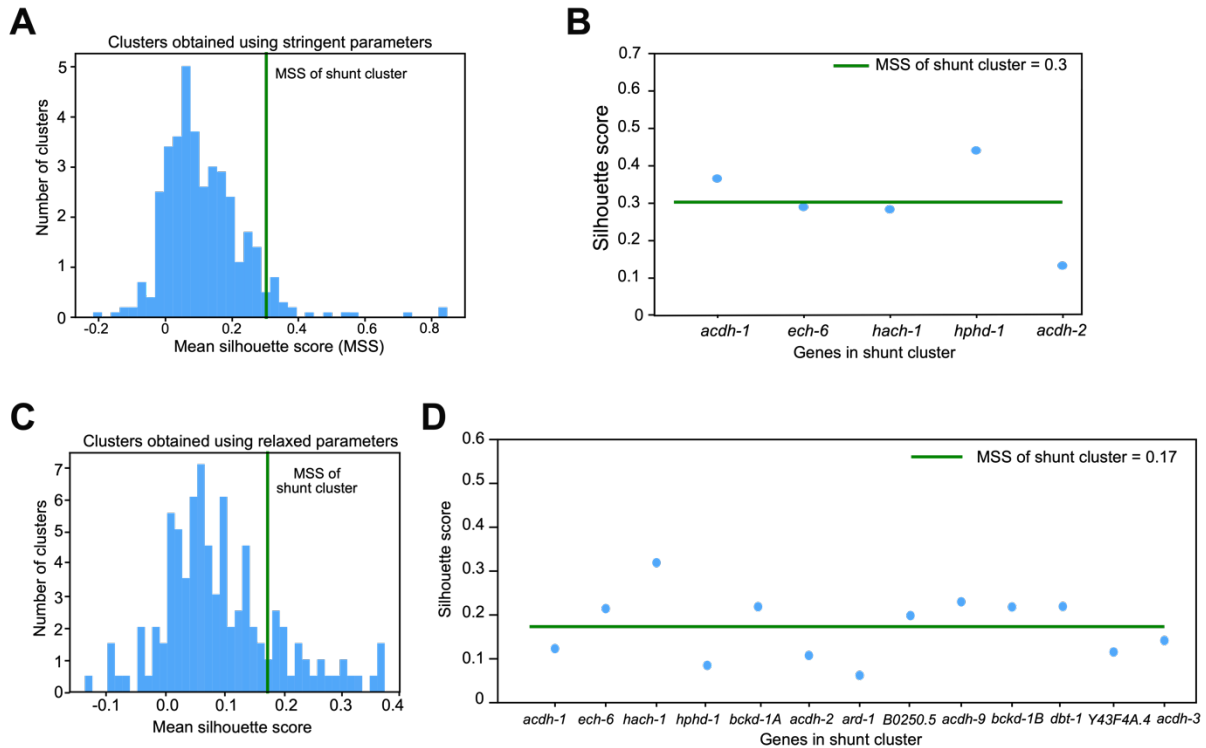 A
Clusters obtained using stringent parameters
MSS of shunt cluster
Number of clusters
5
4
3
2
1
0
-0.2 0 0.2 0.4 0.6 0.8
Mean silhouette score (MSS)
B
MSS of shunt cluster = 0.3
Silhouette score
0.7
0.6
0.5
0.4
0.3
0.2
0.1
0
acdh-1 ech-6 hach-1 hphd-1 acdh-2
Genes in shunt cluster
C
Clusters obtained using relaxed parameters
MSS of
shunt cluster
Number of clusters
7
6
5
4
3
2
1
0
-0.1 0.0 0.1 0.2 0.3 0.4
Mean silhouette score
D
MSS of shunt cluster = 0.17
Silhouette score
0.6
0.5
0.4
0.3
0.2
0.1
0
acdh-1 ech-6 hach-1 hphd-1 bckd-1A acdh-2 ard-1 B0250.5 acdh-9 bckd-1B dbt-1 Y43F4A.4 acdh-3
Genes in shunt cluster